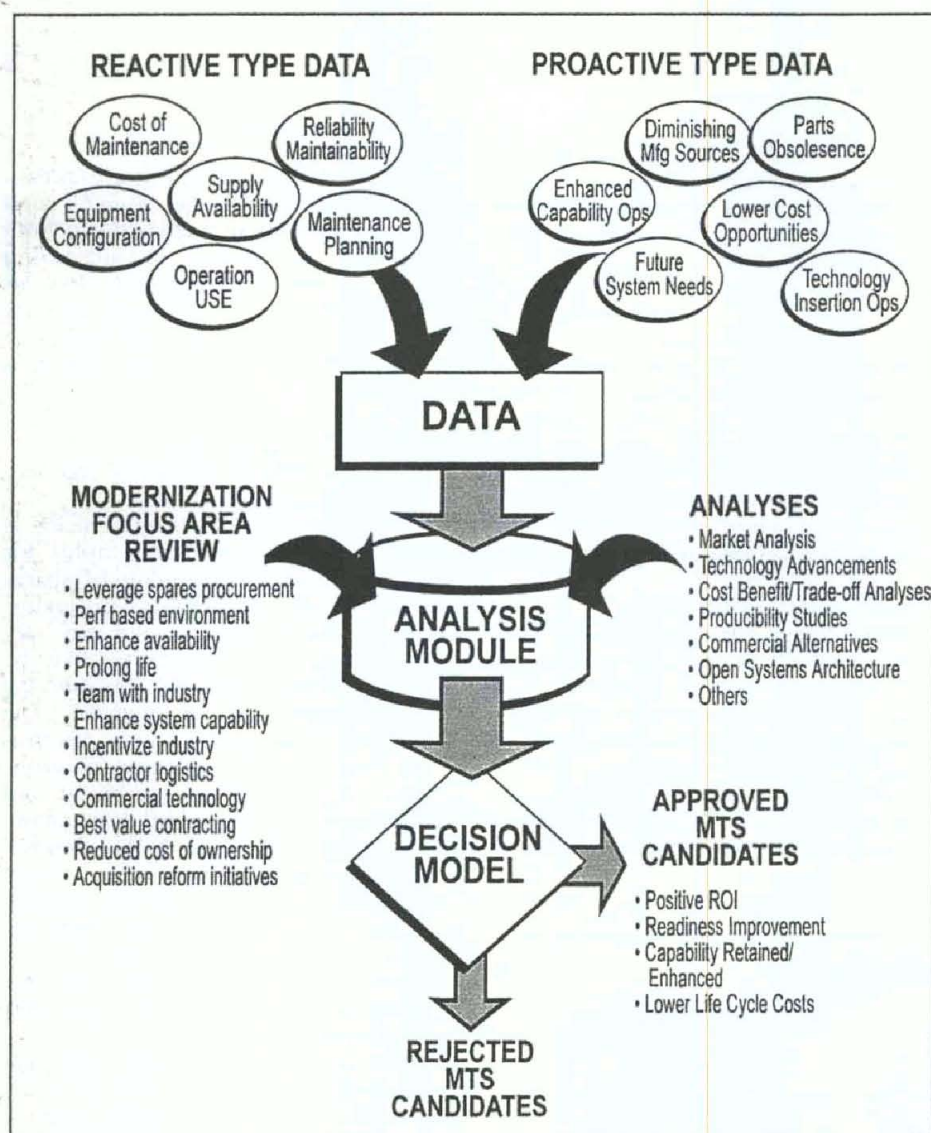 REACTIVE TYPE DATA
Cost of
Maintenance
Reliability
Maintainability
Supply
Availability
Equipment
Configuration
Maintenance
Planning
Operation
USE
PROACTIVE TYPE DATA
Diminishing
Mfg Sources
Parts
Obsolesence
Enhanced
Capability Ops
Lower Cost
Opportunities
Future
System Needs
Technology
Insertion Ops
DATA
MODERNIZATION
FOCUS AREA
REVIEW
• Leverage spares procurement
• Perf based environment
• Enhance availability
• Prolong life
• Team with industry
• Enhance system capability
• Incentivize industry
• Contractor logistics
• Commercial technology
• Best value contracting
• Reduced cost of ownership
• Acquisition reform initiatives
ANALYSIS
MODULE
ANALYSES
• Market Analysis
• Technology Advancements
• Cost Benefit/Trade-off Analyses
• Producibility Studies
• Commercial Alternatives
• Open Systems Architecture
• Others
DECISION
MODEL
APPROVED
MTS
CANDIDATES
• Positive ROI
• Readiness Improvement
• Capability Retained/
Enhanced
• Lower Life Cycle Costs
REJECTED
MTS
CANDIDATES